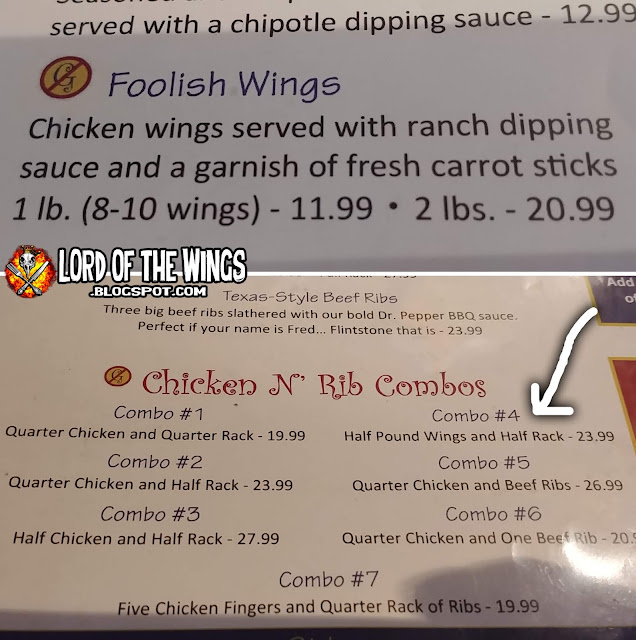 served with a chipotle dipping sauce - 12.99
Foolish Wings
Chicken wings served with ranch dipping
sauce and a garnish of fresh carrot sticks
1 lb. (8-10 wings) - 11.99 • 2 lbs. - 20.99
LORD OF THE WINGS
.BLOGSPOT.COM
Texas-Style Beef Ribs
Three big beef ribs slathered with our bold Dr. Pepper BBQ sauce.
Perfect if your name is Fred... Flintstone that is - 23.99
Add
Chicken N' Rib Combos
Combo #1
Quarter Chicken and Quarter Rack - 19.99
Combo #2
Quarter Chicken and Half Rack - 23.99
Combo #3
Half Chicken and Half Rack - 27.99
Combo #4
Half Pound Wings and Half Rack - 23.99
Combo #5
Quarter Chicken and Beef Ribs - 26.99
Combo #6
Quarter Chicken and One Beef Rib - 20.
Combo #7
Five Chicken Fingers and Quarter Rack of Ribs - 19.99